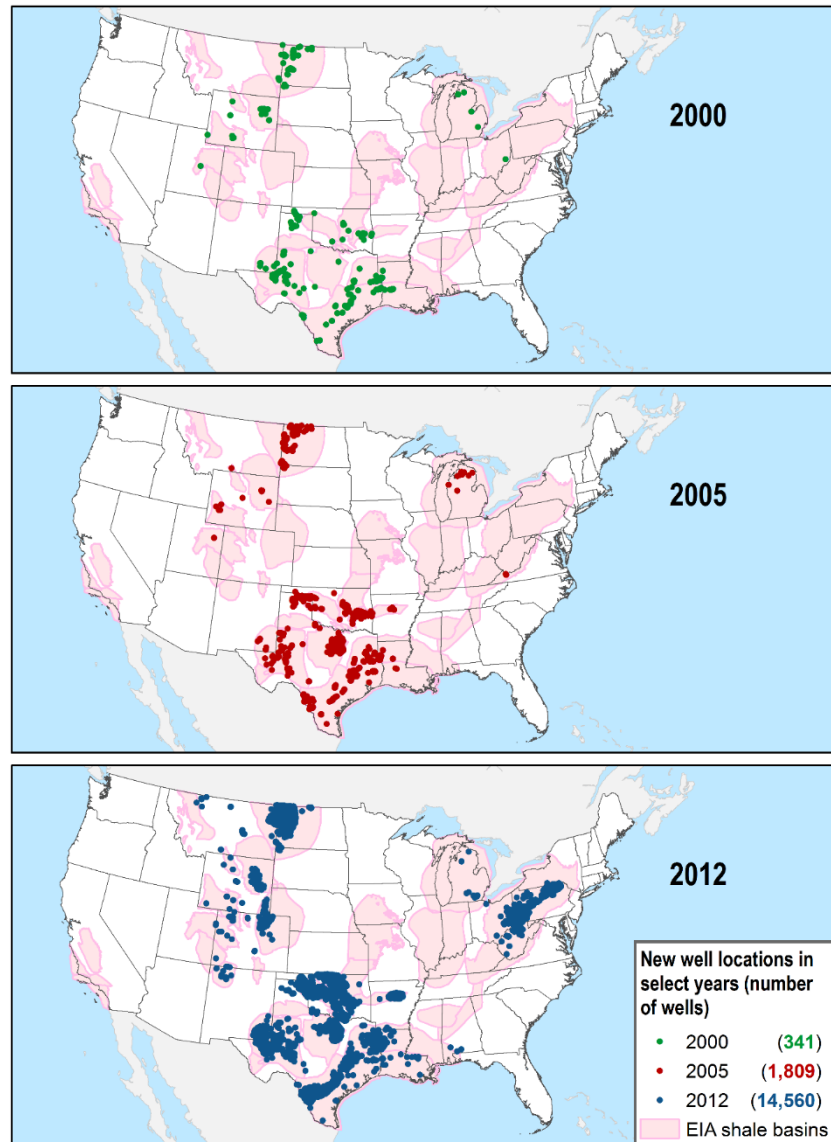 2000
2005
2012
New well locations in
select years (number
of wells)
2000 (341)
2005 (1,809)
2012 (14,560)
EIA shale basins